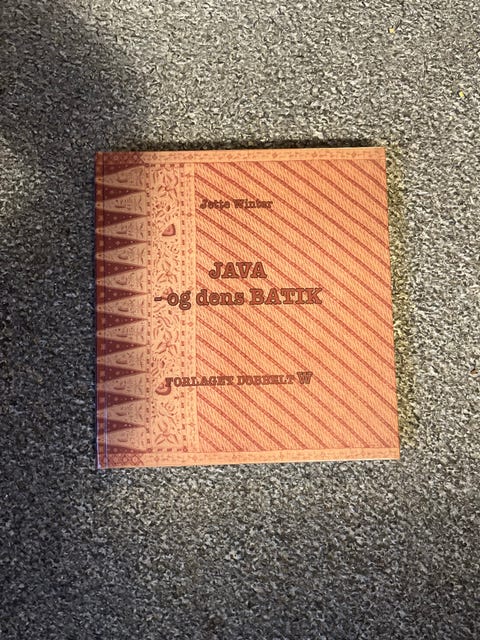 Jette Winter
JAVA
-og dens BATIK
FORLAGET DOBBELT W